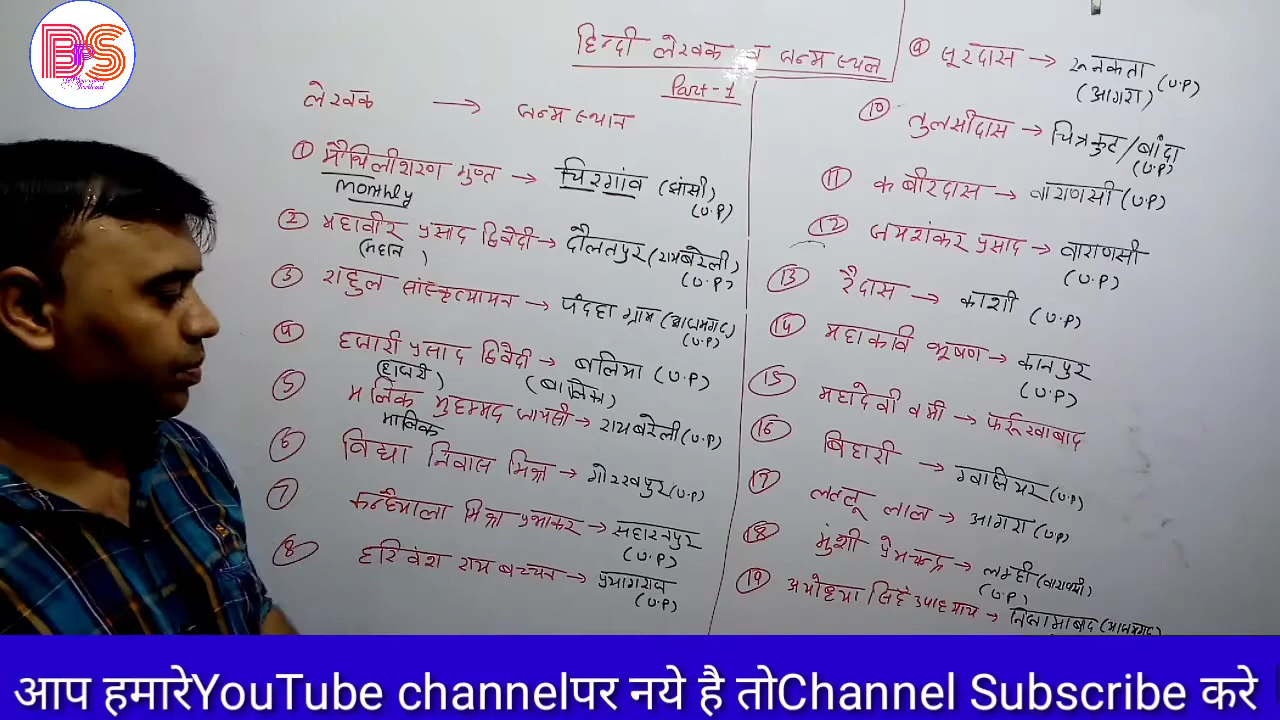 BPS
हिन्दी लेखक व जन्म स्थल
Part-1
लेखक → जन्म स्थान
① मैथिलीशरण गुप्त → चिरगांव (झांसी)
monthly
(U.P)
② महावीर प्रसाद द्विवेदी → दौलतपुर (रायबरेली)
(महान)
(U.P)
③ राहुल सांस्कृत्यायन → पंदहा ग्राम (आजमगढ़)
(U.P)
④ हजारी प्रसाद द्विवेदी → बलिया (U.P)
(हाजरी) (बालिका)
⑤ मलिक मुहम्मद जायसी → रायबरेली (U.P)
मालिक
⑥ विद्या निवास मिश्र → गोरखपुर (U.P)
⑦ कन्हैयाला मिश्र प्रभाकर → सहारनपुर
(U.P)
⑧ हरिवंश राय बच्चन → प्रयागराज
(U.P)
⑨ सूरदास → रूनकता (U.P)
(आगरा)
⑩ तुलसीदास → चित्रकुट/बांदा
(U.P)
⑪ कबीरदास → वाराणसी (U.P)
⑫ जयशंकर प्रसाद → वाराणसी
(U.P)
⑬ रैदास → काशी (U.P)
⑭ महाकवि भूषण → कानपुर
(U.P)
⑮ महादेवी वर्मा → फर्रूखाबाद
⑯ बिहारी → ग्वालियर (U.P)
⑰ लल्लू लाल → आगरा (U.P)
⑱ मुंशी प्रेमचन्द्र → लमही (वाराणसी)
(U.P)
⑲ अयोध्या सिहं उपाध्याय → निजामाबाद (आजमगढ़)
आप हमारेYouTube channelपर नये है तोChannel Subscribe करे